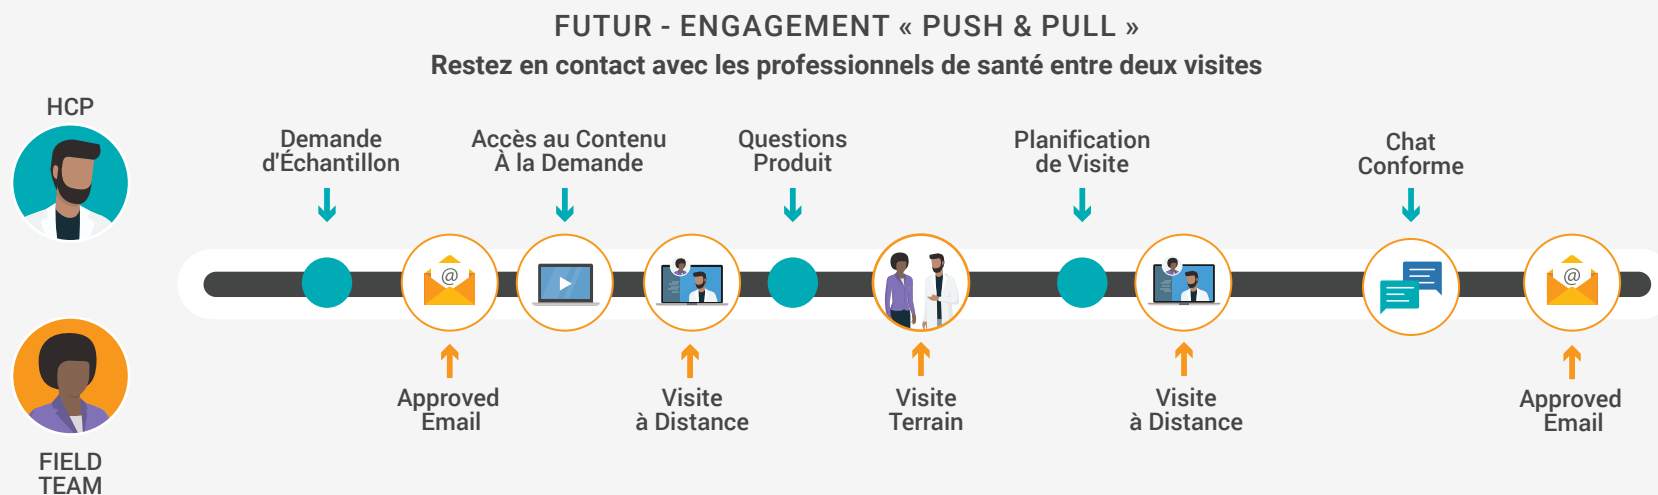 FUTUR - ENGAGEMENT « PUSH & PULL »
Restez en contact avec les professionnels de santé entre deux visites
HCP
Demande
d'Échantillon
Accès au Contenu
À la Demande
Questions
Produit
Planification
de Visite
Chat
Conforme
@
@
Approved
Email
Visite
à Distance
Visite
Terrain
Visite
à Distance
Approved
Email
FIELD
TEAM